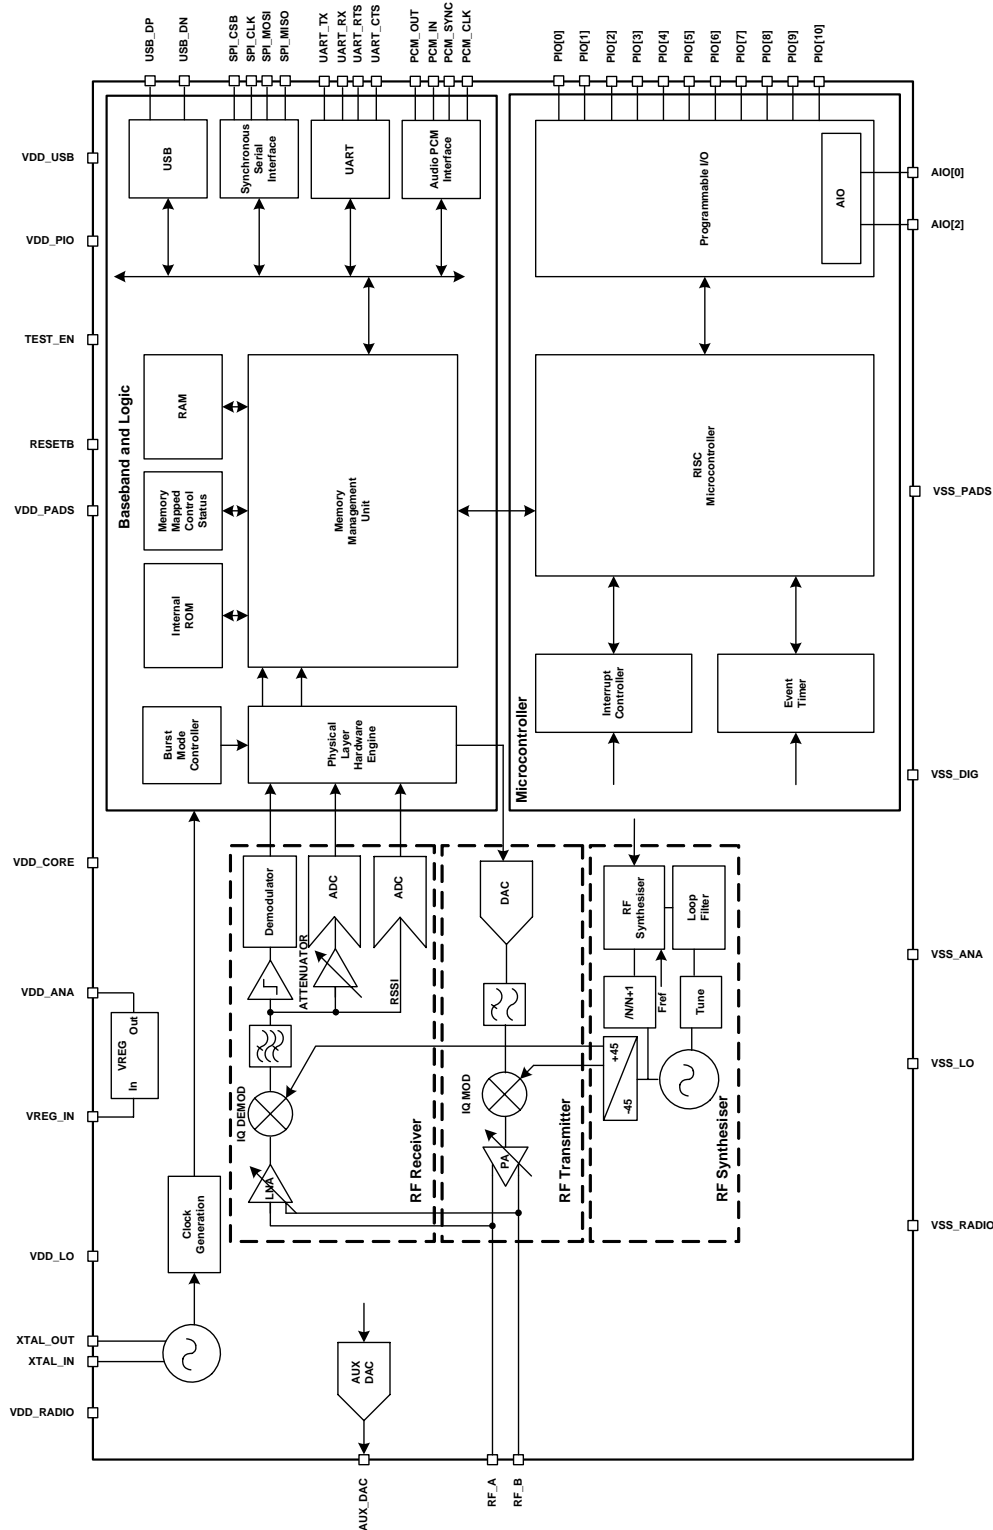 USB_DP
USB_DN
SPI_CSB
SPI_CLK
SPI_MOSI
SPI_MISO
UART_TX
UART_RX
UART_RTS
UART_CTS
PCM_OUT
PCM_IN
PCM_SYNC
PCM_CLK
PIO[0]
PIO[1]
PIO[2]
PIO[3]
PIO[4]
PIO[5]
PIO[6]
PIO[7]
PIO[8]
PIO[9]
PIO[10]
VDD_USB
VDD_PIO
TEST_EN
RESETB
VDD_PADS
VDD_CORE
VDD_ANA
VREG_IN
VDD_LO
XTAL_OUT
XTAL_IN
VDD_RADIO
AIO[0]
AIO[2]
VSS_PADS
VSS_DIG
VSS_ANA
VSS_LO
VSS_RADIO
AUX_DAC
RF_A
RF_B
USB
Synchronous
Serial
Interface
UART
Audio PCM
Interface
Programmable I/O
AIO
Baseband and Logic
RAM
Memory
Mapped
Control
Status
Internal
ROM
Memory
Management
Unit
RISC
Microcontroller
Interrupt
Controller
Event
Timer
Microcontroller
Burst
Mode
Controller
Physical
Layer
Hardware
Engine
Demodulator
ADC
ADC
ATTENUATOR
RSSI
IQ DEMOD
LNA
RF Receiver
DAC
IQ MOD
PA
RF Transmitter
RF
Synthesiser
Loop
Filter
/N/N+1
Fref
Tune
+45
-45
RF Synthesiser
VREG
Out
In
Clock
Generation
AUX
DAC